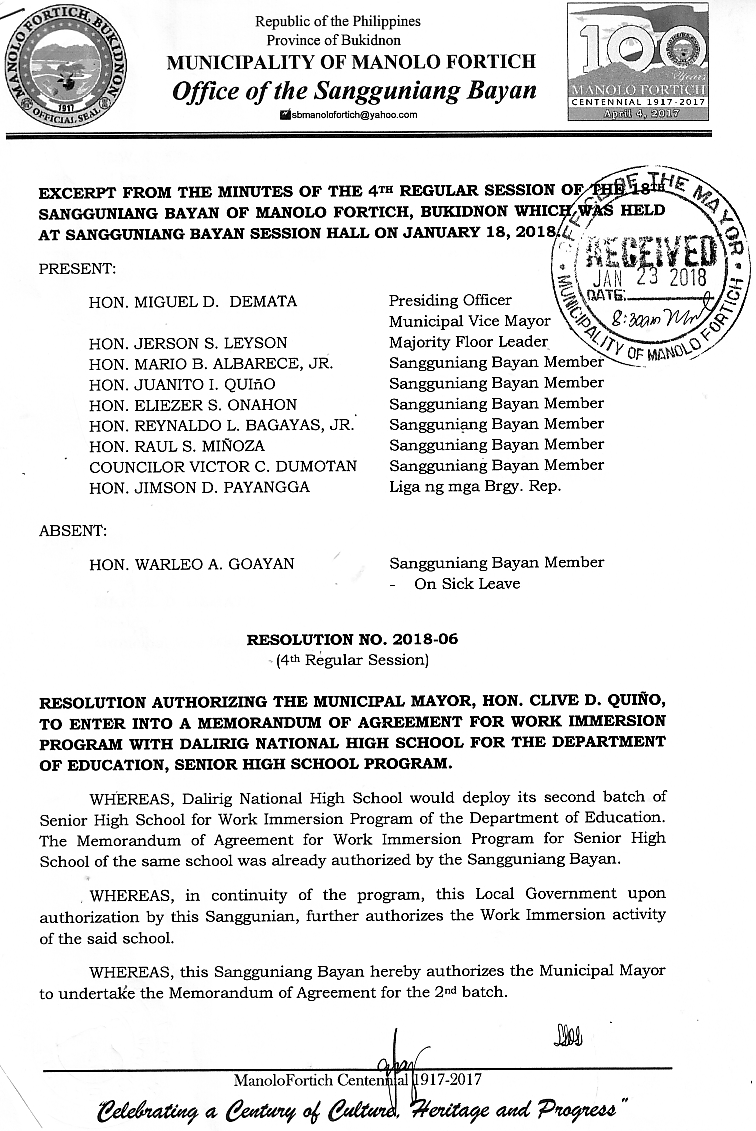 MANOLO FORTICH, BUKIDNON
1917
OFFICIAL SEAL
Republic of the Philippines
Province of Bukidnon
MUNICIPALITY OF MANOLO FORTICH
Office of the Sangguniang Bayan
sbmanolofortich@yahoo.com
100
Years
MANOLO FORTICH
CENTENNIAL 1917-2017
April 4, 2017
EXCERPT FROM THE MINUTES OF THE 4TH REGULAR SESSION OF THE 18TH
SANGGUNIANG BAYAN OF MANOLO FORTICH, BUKIDNON WHICH WAS HELD
AT SANGGUNIANG BAYAN SESSION HALL ON JANUARY 18, 2018.
OFFICE OF THE MAYOR
RECEIVED
JAN 23 2018
DATE:
8:30am
MUNICIPALITY OF MANOLO FORTICH
PRESENT:
HON. MIGUEL D. DEMATA Presiding Officer
Municipal Vice Mayor
HON. JERSON S. LEYSON Majority Floor Leader
HON. MARIO B. ALBARECE, JR. Sangguniang Bayan Member
HON. JUANITO I. QUIñO Sangguniang Bayan Member
HON. ELIEZER S. ONAHON Sangguniang Bayan Member
HON. REYNALDO L. BAGAYAS, JR. Sangguniang Bayan Member
HON. RAUL S. MIÑOZA Sangguniang Bayan Member
COUNCILOR VICTOR C. DUMOTAN Sangguniang Bayan Member
HON. JIMSON D. PAYANGGA Liga ng mga Brgy. Rep.
ABSENT:
HON. WARLEO A. GOAYAN Sangguniang Bayan Member
- On Sick Leave
RESOLUTION NO. 2018-06
(4th Regular Session)
RESOLUTION AUTHORIZING THE MUNICIPAL MAYOR, HON. CLIVE D. QUIÑO,
TO ENTER INTO A MEMORANDUM OF AGREEMENT FOR WORK IMMERSION
PROGRAM WITH DALIRIG NATIONAL HIGH SCHOOL FOR THE DEPARTMENT
OF EDUCATION, SENIOR HIGH SCHOOL PROGRAM.
WHEREAS, Dalirig National High School would deploy its second batch of
Senior High School for Work Immersion Program of the Department of Education.
The Memorandum of Agreement for Work Immersion Program for Senior High
School of the same school was already authorized by the Sangguniang Bayan.
WHEREAS, in continuity of the program, this Local Government upon
authorization by this Sanggunian, further authorizes the Work Immersion activity
of the said school.
WHEREAS, this Sangguniang Bayan hereby authorizes the Municipal Mayor
to undertake the Memorandum of Agreement for the 2nd batch.
ManoloFortich Centennial 1917-2017
"Celebrating a Century of Culture, Heritage and Progress"